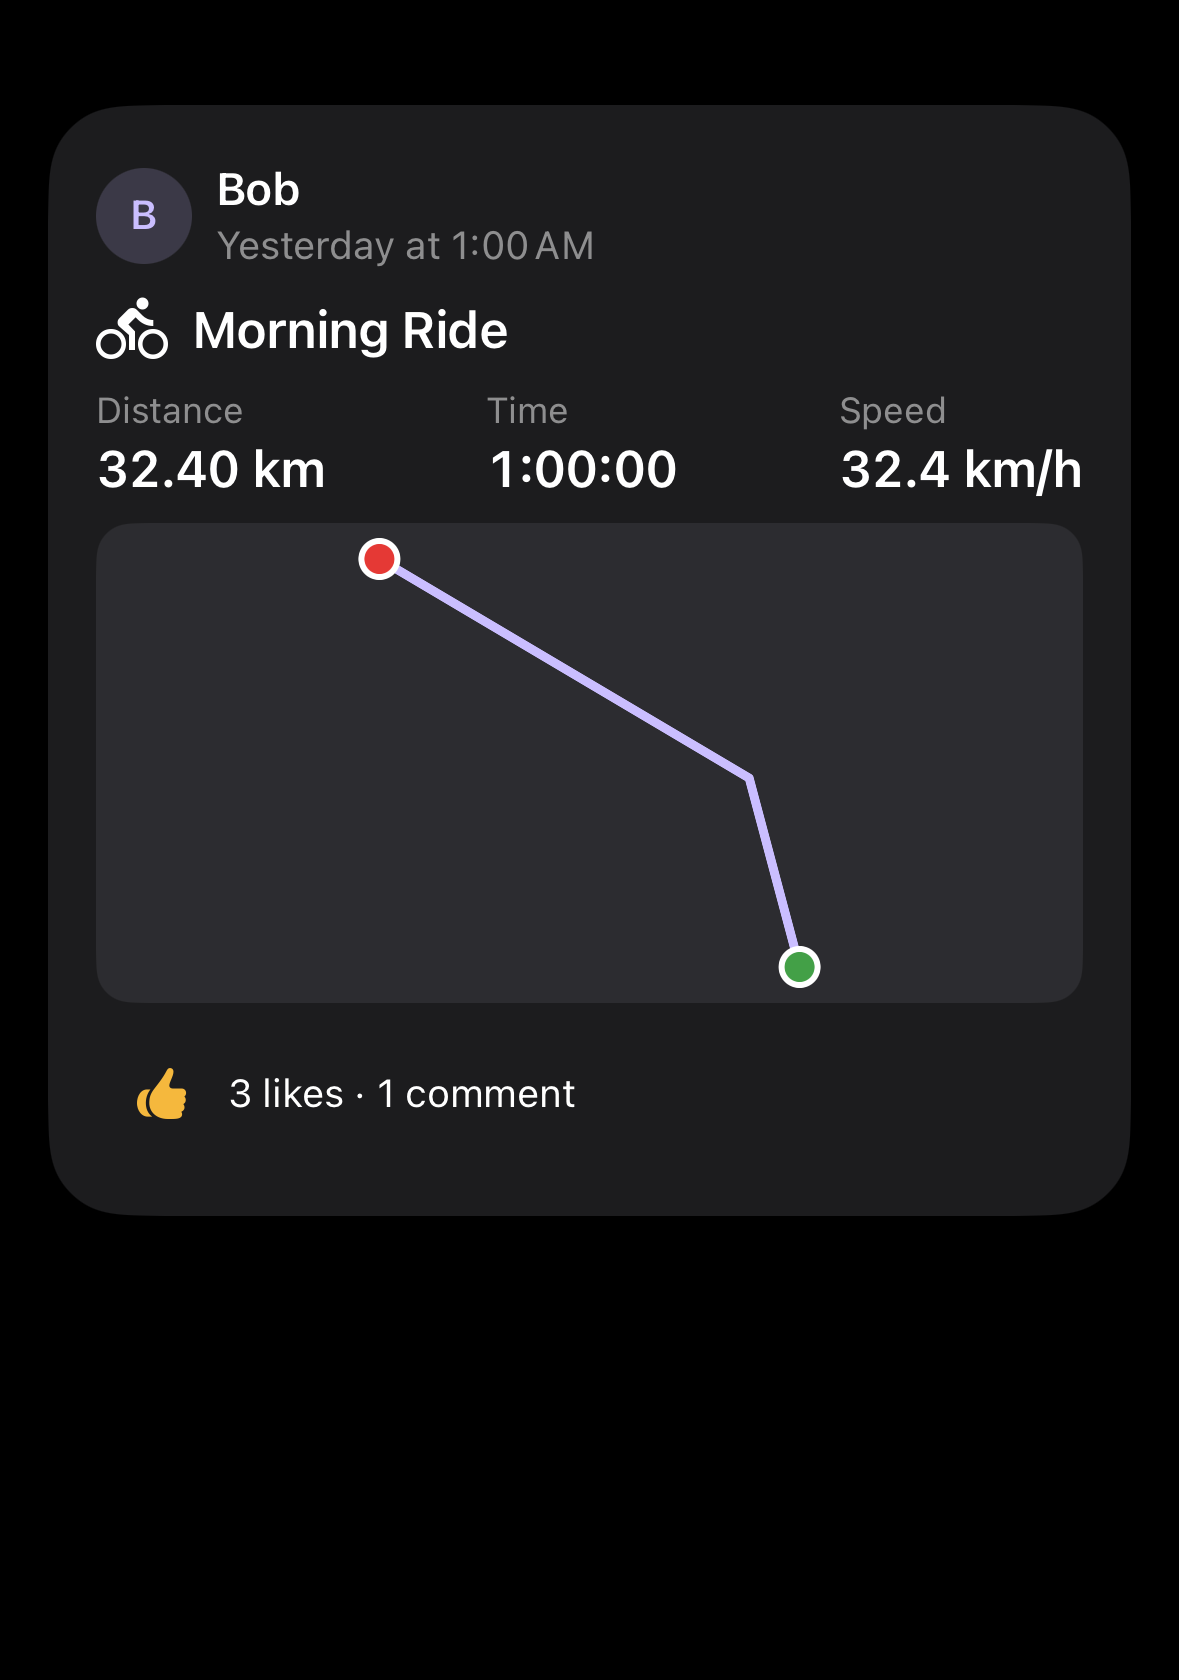 B
Bob
Yesterday at 1:00 AM
Morning Ride
Distance Time Speed
32.40 km 1:00:00 32.4 km/h
3 likes · 1 comment